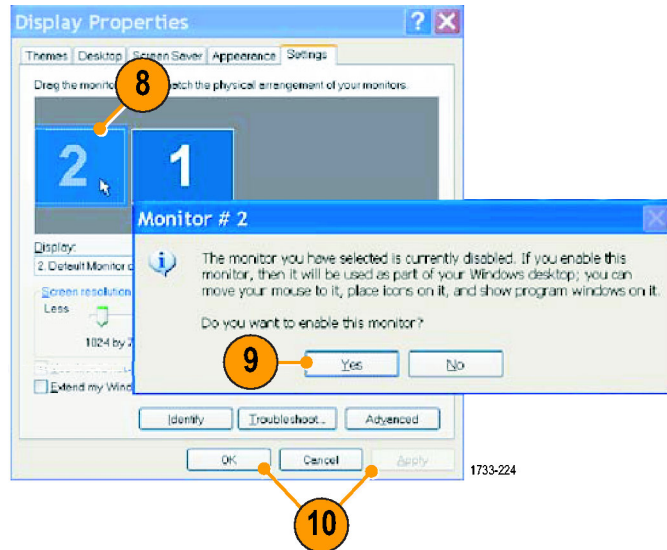 Display Properties
Themes Desktop Screen Saver Appearance Settings
Drag the monitor atch the physical arrangement of your monitors.
8
2 1
Monitor # 2
Display:
2. Default Monitor o
The monitor you have selected is currently disabled. If you enable this
monitor, then it will be used as part of your Windows desktop; you can
move your mouse to it, place icons on it, and show program windows on it.
Screen resolution
Less
Do you want to enable this monitor?
1024 by 7
9
Yes No
Extend my Wind
Identify Troubleshoot... Advanced
OK Cancel Apply
1733-224
10